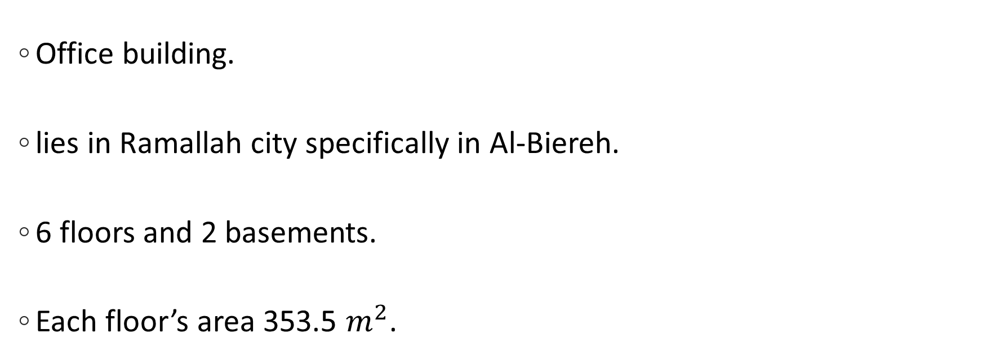 ◦ Office building.
◦ lies in Ramallah city specifically in Al-Biereh.
◦ 6 floors and 2 basements.
◦ Each floor’s area 353.5 𝑚².